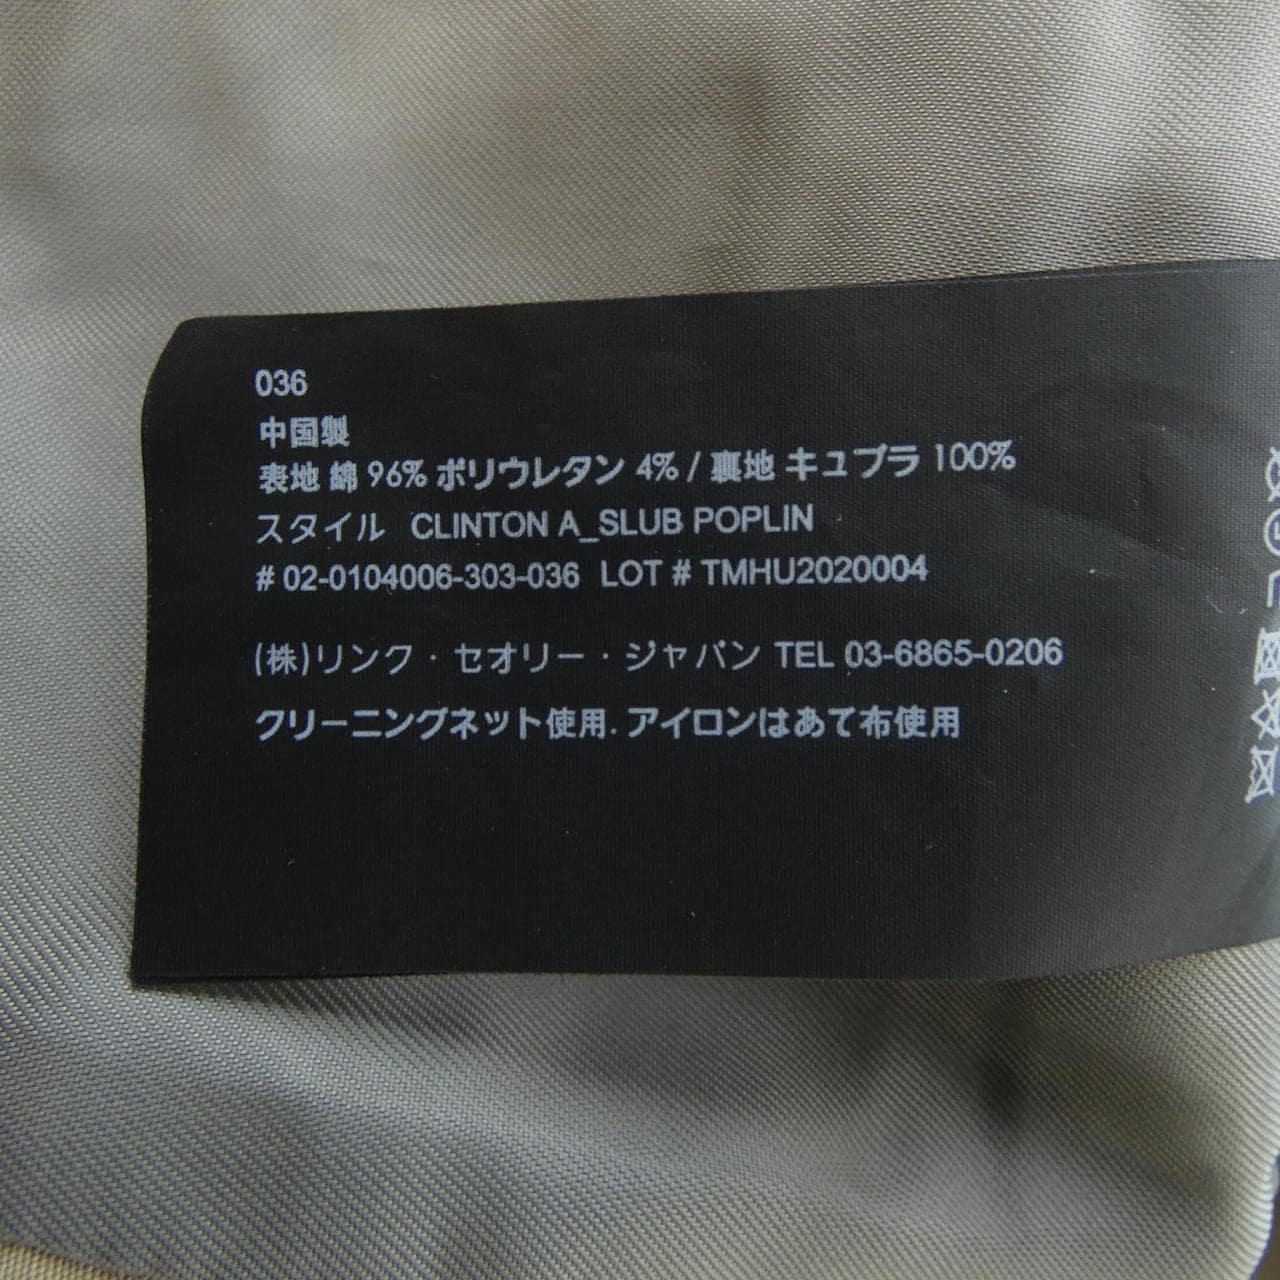 036
中国製
表地 綿 96% ポリウレタン 4% / 裏地 キュプラ 100%
スタイル CLINTON A_SLUB POPLIN
# 02-0104006-303-036 LOT # TMHU2020004
(株)リンク・セオリー・ジャパン TEL 03-6865-0206
クリーニングネット使用. アイロンはあて布使用